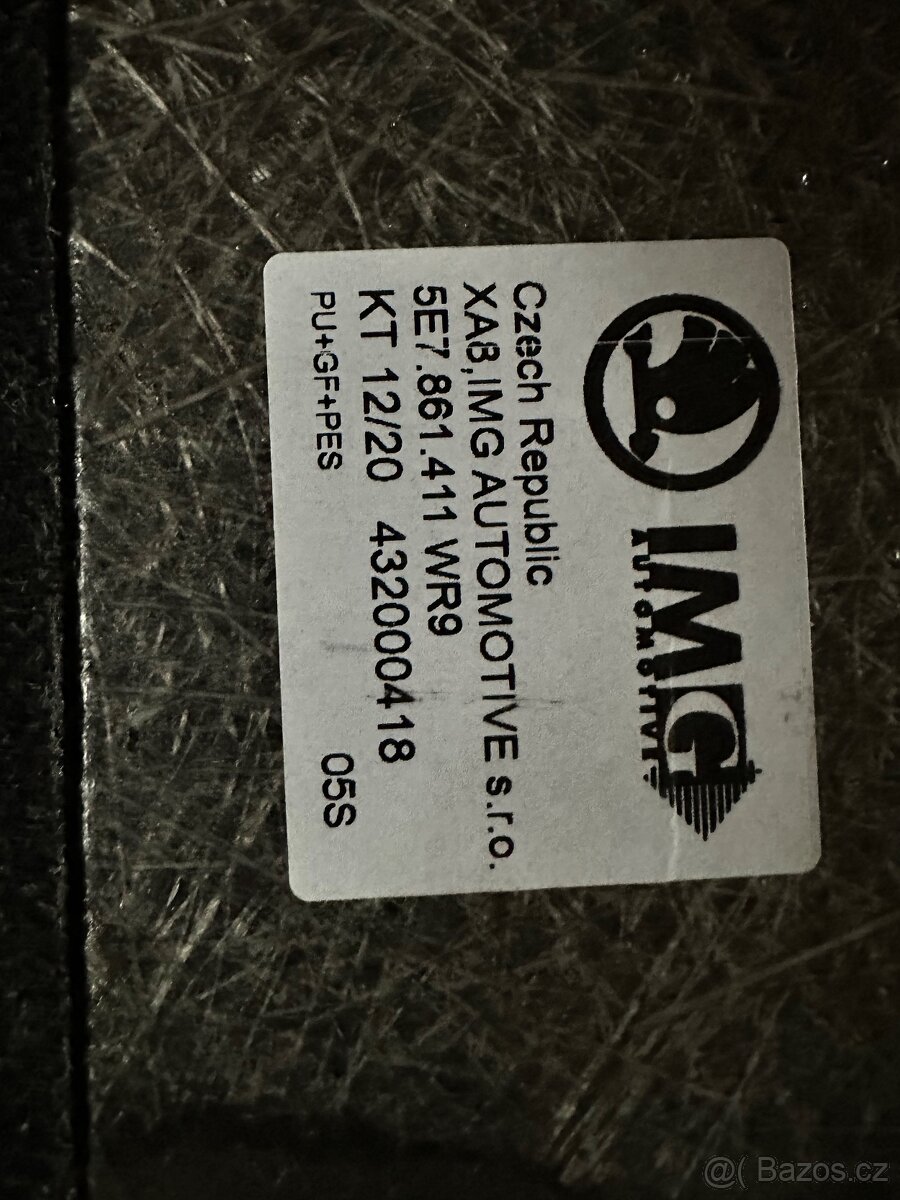 IMG
AUTOMOTIVE
Czech Republic
XA8,IMG AUTOMOTIVE s.r.o.
5E7.861.411 WR9
KT 12/20 432000418
PU+GF+PES 05S
@( Bazos.cz